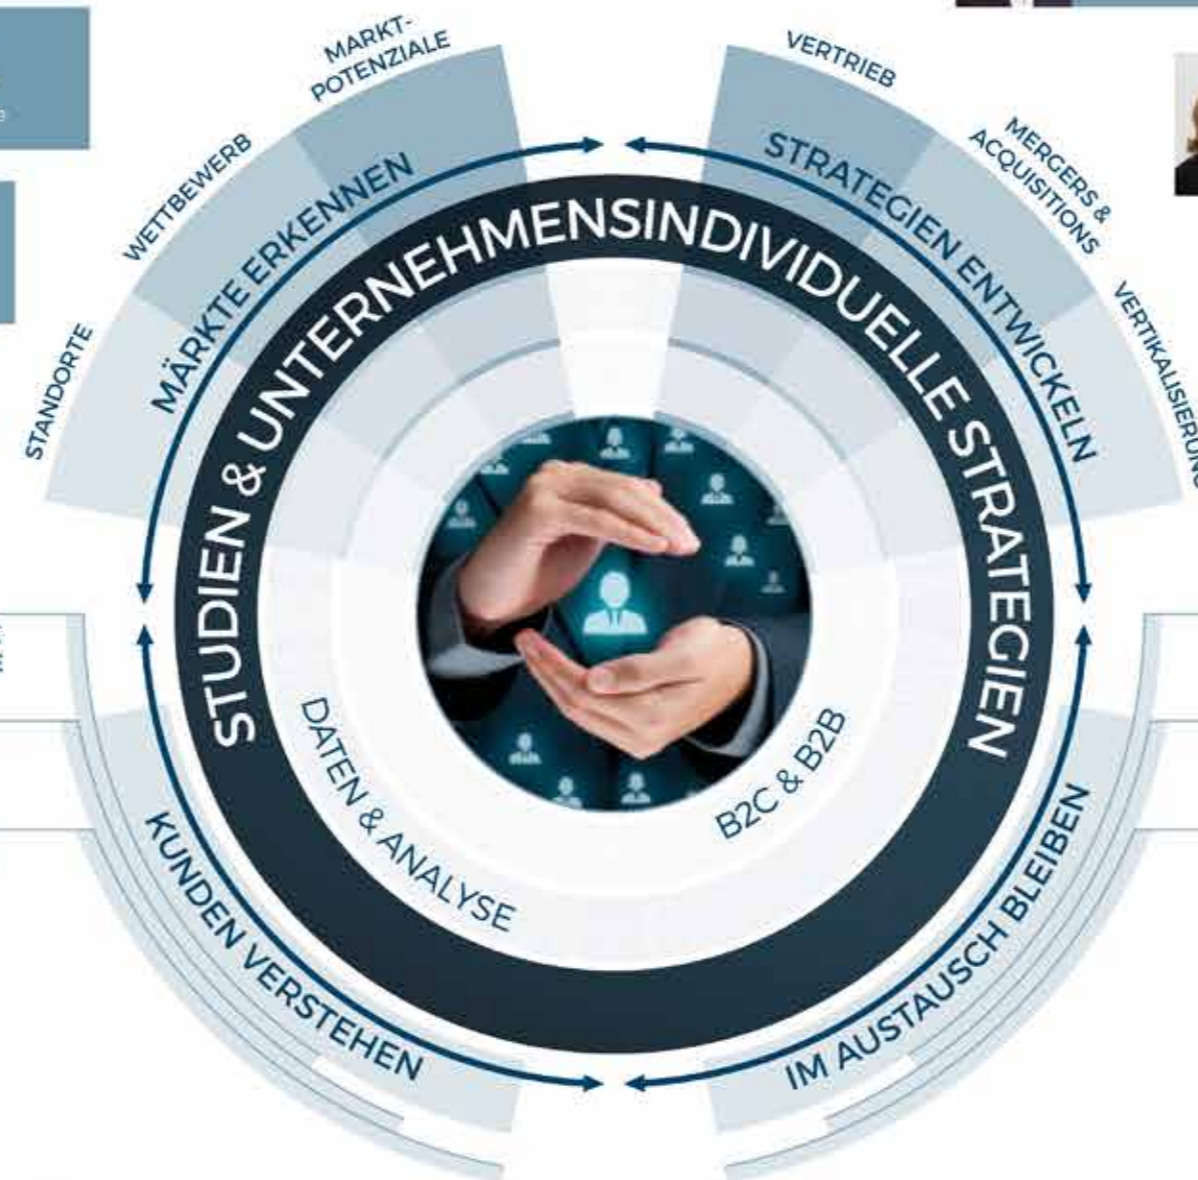 MARKT-
POTENZIALE
WETTBEWERB
STANDORTE
MÄRKTE ERKENNEN
VERTRIEB
MERGERS &
ACQUISITIONS
VERTIKALISIERUNG
STRATEGIEN ENTWICKELN
STUDIEN & UNTERNEHMENSINDIVIDUELLE STRATEGIEN
DATEN & ANALYSE
B2C & B2B
KUNDEN VERSTEHEN
IM AUSTAUSCH BLEIBEN